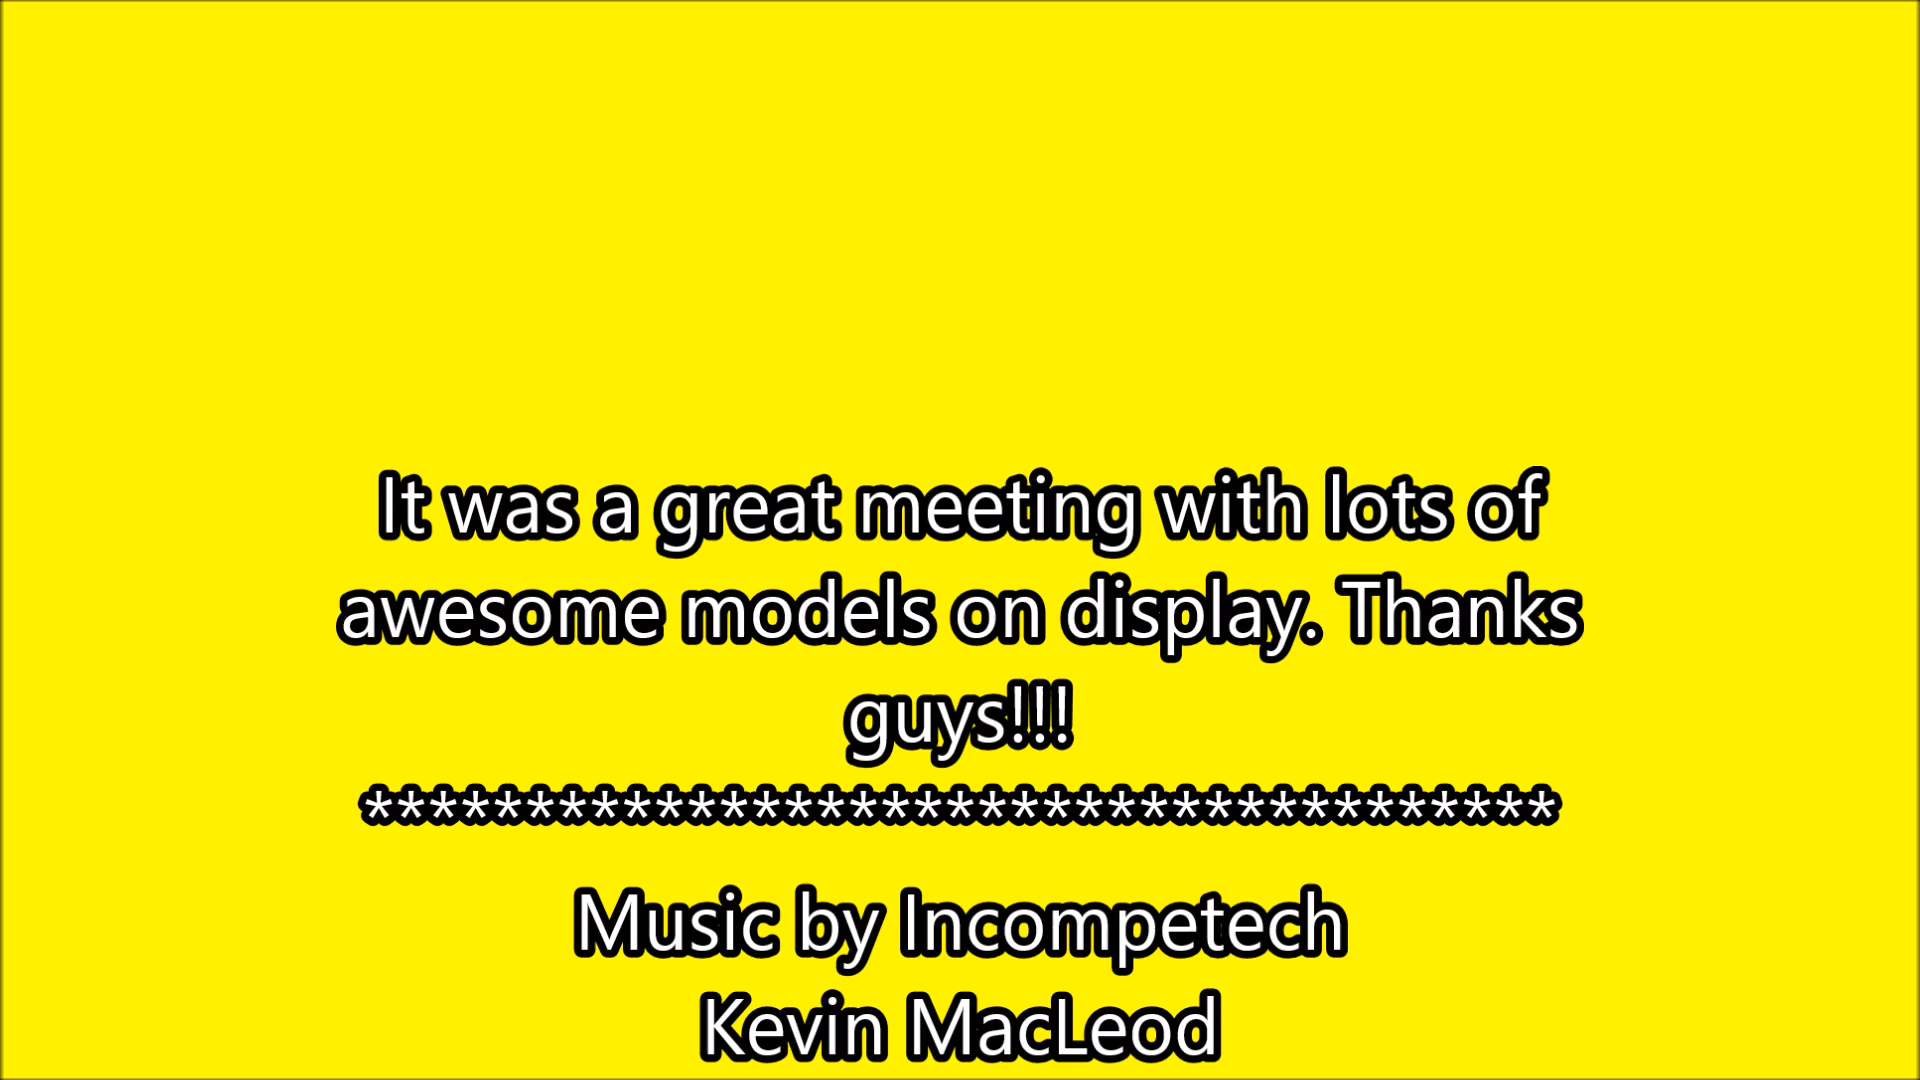 It was a great meeting with lots of
awesome models on display. Thanks
guys!!!
*************************************
Music by Incompetech
Kevin MacLeod